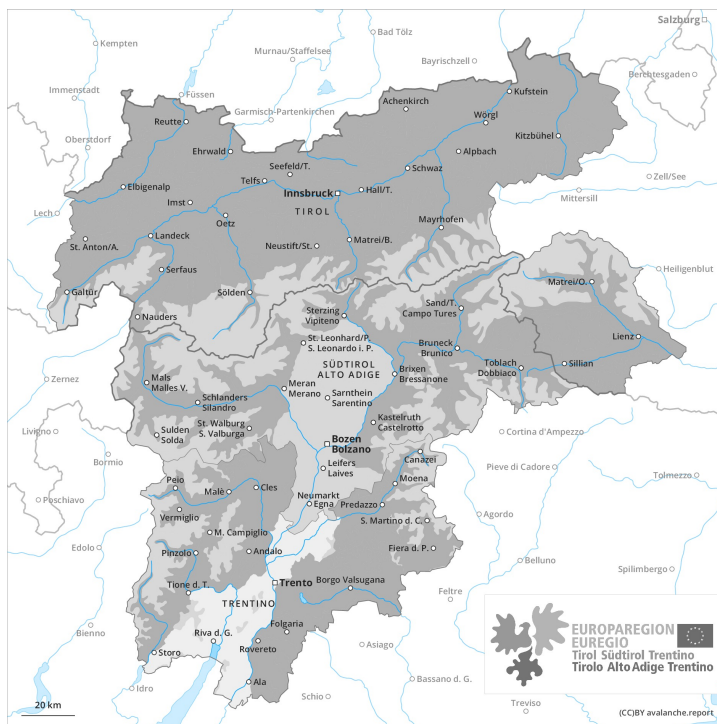 Salzburg
Kempten
Bad Tölz
Murnau/Staffelsee
Bayrischzell
Berchtesgaden
Immenstadt
Füssen
Garmisch-Partenkirchen
Achenkirch
Kufstein
Reutte
Wörgl
Oberstdorf
Kitzbühel
Ehrwald
Alpbach
Seefeld/T.
Schwaz
Telfs
Zell/See
Elbigenalp
Innsbruck
Hall/T.
Mittersill
Imst
TIROL
Lech
Oetz
Mayrhofen
St. Anton/A.
Landeck
Neustift/St.
Matrei/B.
Serfaus
Heiligenblut
Galtür
Sölden
Matrei/O.
Nauders
Sterzing
Vipiteno
Sand/T.
Campo Tures
St. Leonhard/P.
S. Leonardo i. P.
Lienz
Bruneck
Brunico
SÜDTIROL
ALTO ADIGE
Toblach
Dobbiaco
Sillian
Zernez
Mals
Malles V.
Meran
Merano
Brixen
Bressanone
Schlanders
Silandro
Sarnthein
Sarentino
St. Walburg
S. Valburga
Kastelruth
Castelrotto
Livigno
Sulden
Solda
Bozen
Bolzano
Cortina d'Ampezzo
Bormio
Canazei
Leifers
Laives
Pieve di Cadore
Tolmezzo
Peio
Malè
Cles
Moena
Poschiavo
Neumarkt
Egna
Predazzo
Vermiglio
Agordo
S. Martino d. C.
M. Campiglio
Edolo
Pinzolo
Andalo
Fiera d. P.
Belluno
Spilimbergo
Tione d. T.
Trento
Borgo Valsugana
Feltre
TRENTINO
Folgaria
Bienno
Riva d. G.
Rovereto
Storo
Asiago
Ala
Bassano d. G.
Idro
Schio
Treviso
EUROPAREGION
EUREGIO
Tirol Südtirol Trentino
Tirolo Alto Adige Trentino
20 km
(CC)BY avalanche.report